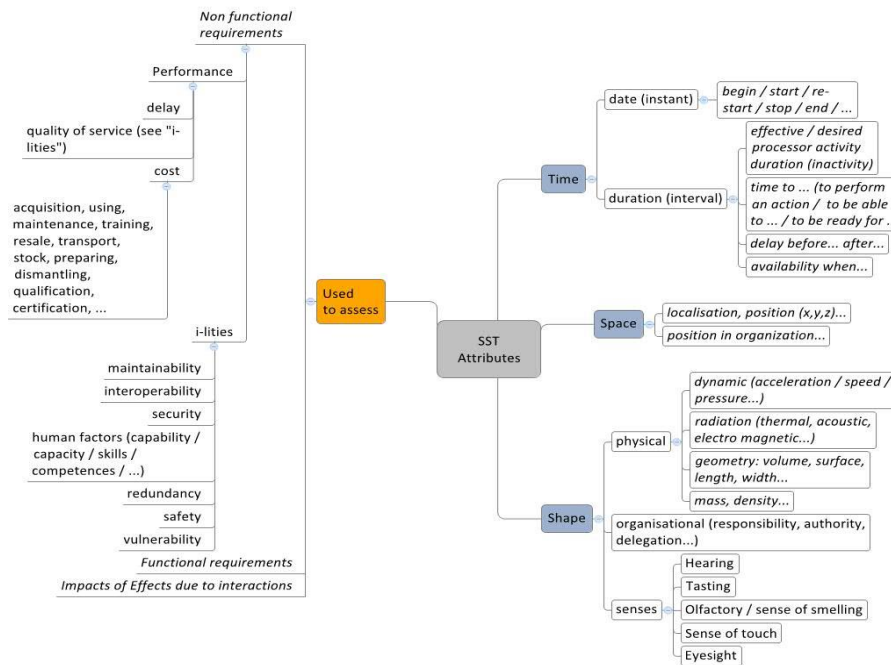 Non functional
requirements
Performance
delay
quality of service (see "i-
lities")
cost
acquisition, using,
maintenance, training,
resale, transport,
stock, preparing,
dismantling,
qualification,
certification, ...
i-lities
maintainability
interoperability
security
human factors (capability /
capacity / skills /
competences / ...)
redundancy
safety
vulnerability
Functional requirements
Impacts of Effects due to interactions
Used
to assess
SST
Attributes
Time
date (instant)
begin / start / re-
start / stop / end / ...
duration (interval)
effective / desired
processor activity
duration (inactivity)
time to ... (to perform
an action / to be able
to ... / to be ready for ..
delay before... after...
availability when...
Space
localisation, position (x,y,z)...
position in organization...
Shape
physical
dynamic (acceleration / speed /
pressure...)
radiation (thermal, acoustic,
electro magnetic...)
geometry: volume, surface,
length, width...
mass, density...
organisational (responsibility, authority,
delegation...)
senses
Hearing
Tasting
Olfactory / sense of smelling
Sense of touch
Eyesight